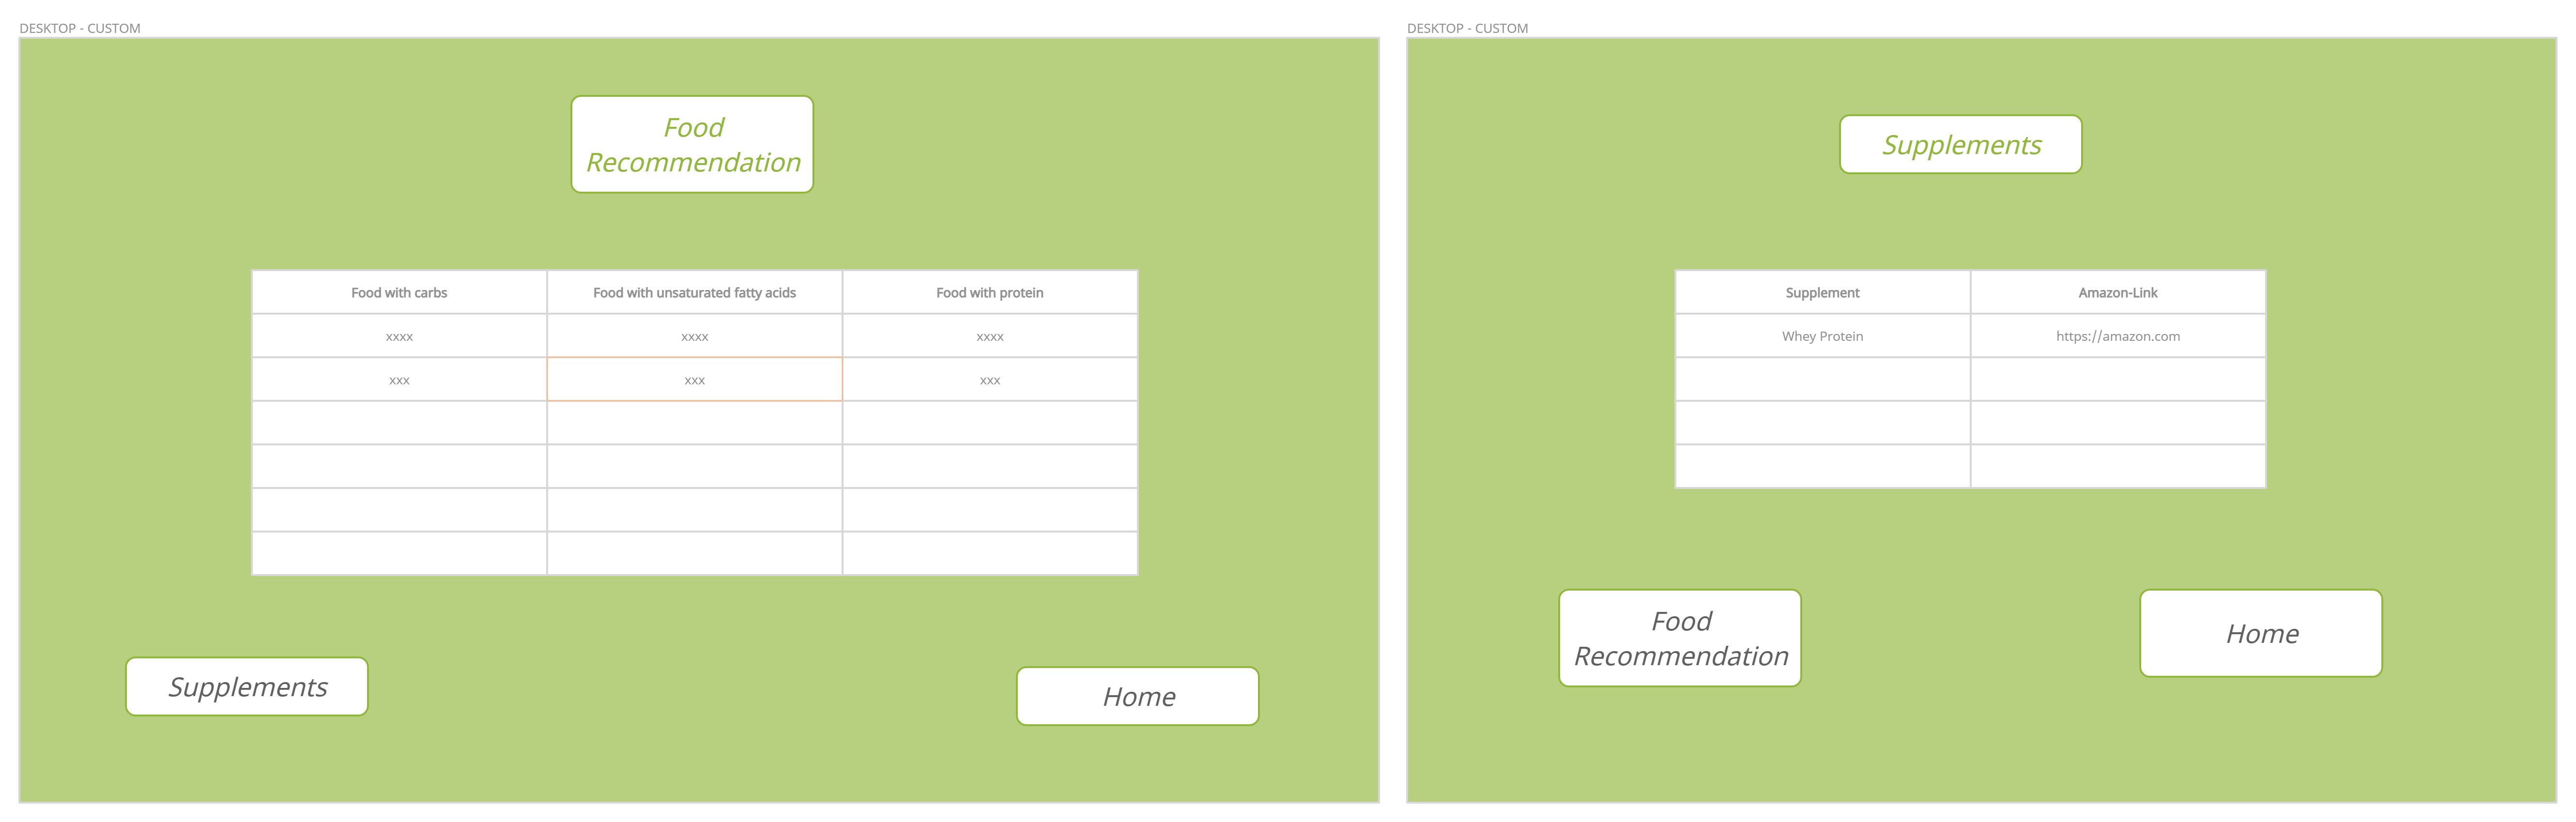 DESKTOP - CUSTOM
Food
Recommendation
Food with carbs Food with unsaturated fatty acids Food with protein
xxxx xxxx xxxx
xxx xxx xxx
Supplements
Home
DESKTOP - CUSTOM
Supplements
Supplement Amazon-Link
Whey Protein https://amazon.com
Food
Recommendation
Home